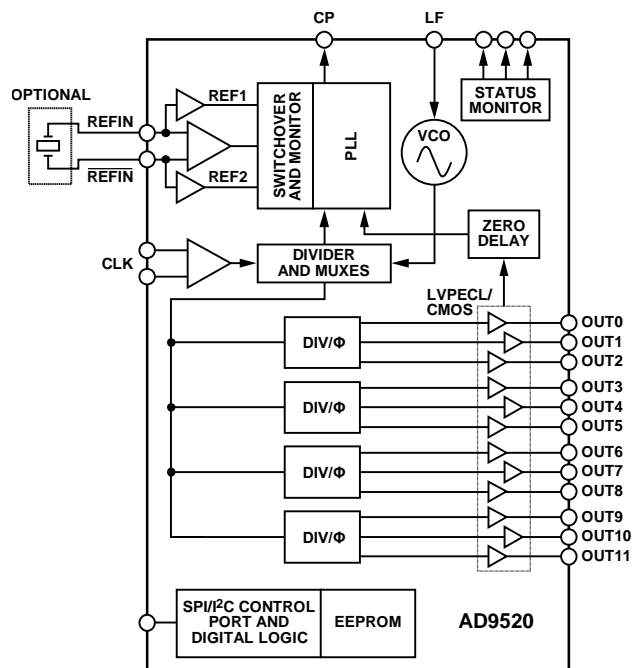 CP
LF
OPTIONAL
REFIN
REFIN
REF1
REF2
SWITCHOVER
AND MONITOR
PLL
STATUS
MONITOR
VCO
ZERO
DELAY
CLK
DIVIDER
AND MUXES
LVPECL/
CMOS
DIV/Φ
OUT0
OUT1
OUT2
DIV/Φ
OUT3
OUT4
OUT5
DIV/Φ
OUT6
OUT7
OUT8
DIV/Φ
OUT9
OUT10
OUT11
SPI/I²C CONTROL
PORT AND
DIGITAL LOGIC
EEPROM
AD9520